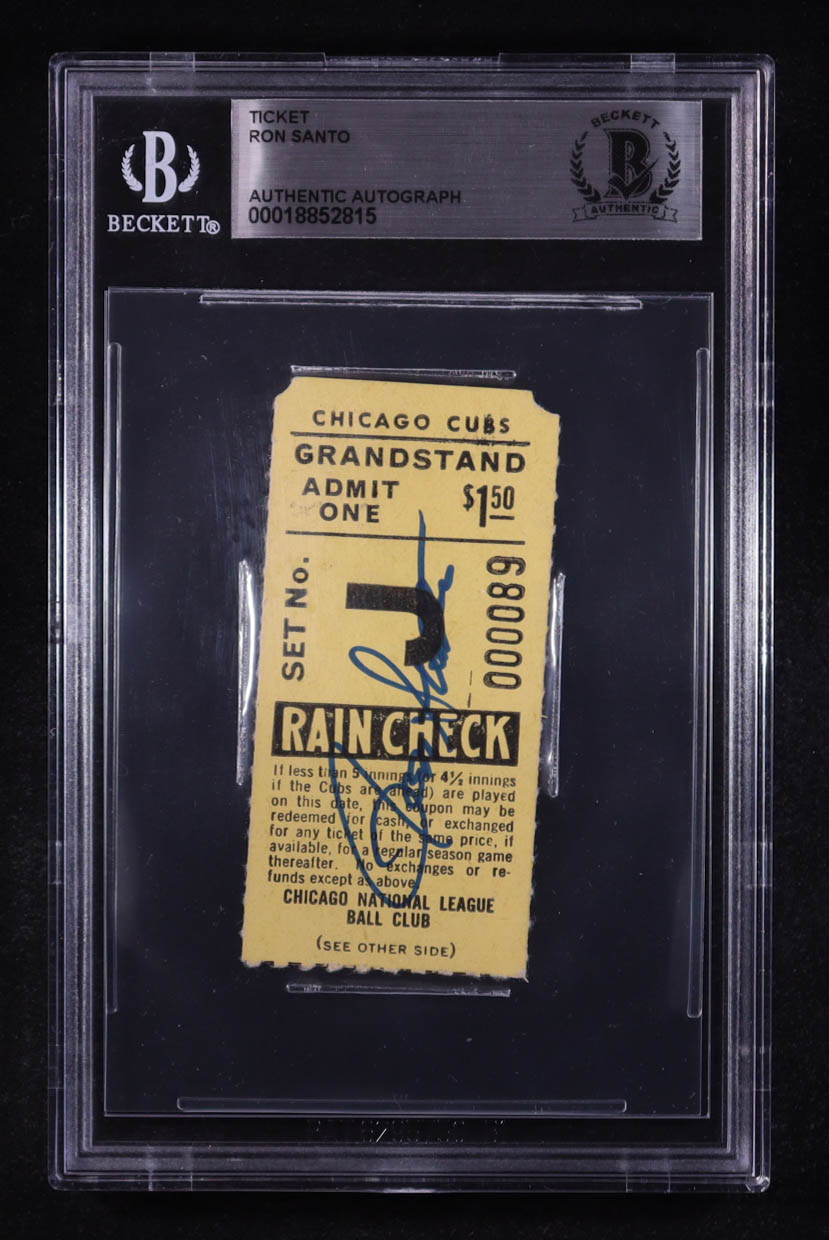 TICKET
RON SANTO
AUTHENTIC AUTOGRAPH
00018852815
B
BECKETT®
BECKETT
B
AUTHENTIC
CHICAGO CUBS
GRANDSTAND
ADMIT ONE
$1.50
SET No.
J
000089
Ron Santo
RAIN CHECK
If less than 5 innings (or 4½ innings
if the Cubs are ahead) are played
on this date, this coupon may be
redeemed for cash, or exchanged
for any ticket of the same price, if
available, for a regular season game
thereafter. No exchanges or re-
funds except as above.
CHICAGO NATIONAL LEAGUE
BALL CLUB
(SEE OTHER SIDE)